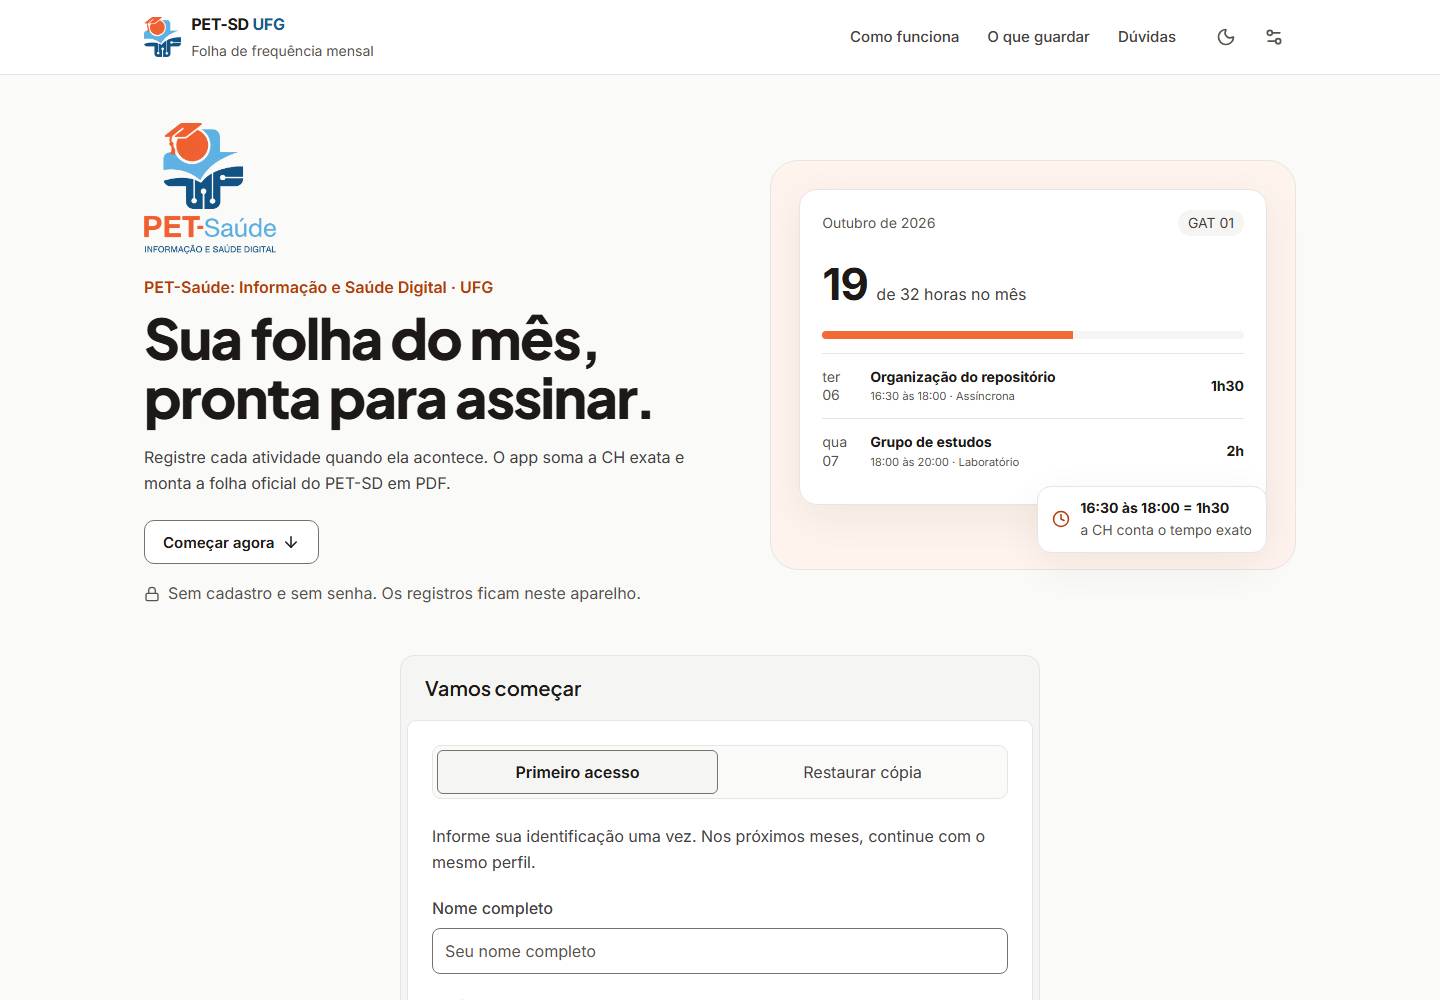 PET-SD UFG
Folha de frequência mensal
Como funciona
O que guardar
Dúvidas
PET-Saúde
INFORMAÇÃO E SAÚDE DIGITAL
PET-Saúde: Informação e Saúde Digital · UFG
Sua folha do mês,
pronta para assinar.
Registre cada atividade quando ela acontece. O app soma a CH exata e
monta a folha oficial do PET-SD em PDF.
Começar agora
Sem cadastro e sem senha. Os registros ficam neste aparelho.
Outubro de 2026
GAT 01
19 de 32 horas no mês
ter
06
Organização do repositório
16:30 às 18:00 · Assíncrona
1h30
qua
07
Grupo de estudos
18:00 às 20:00 · Laboratório
2h
16:30 às 18:00 = 1h30
a CH conta o tempo exato
Vamos começar
Primeiro acesso
Restaurar cópia
Informe sua identificação uma vez. Nos próximos meses, continue com o
mesmo perfil.
Nome completo
Seu nome completo